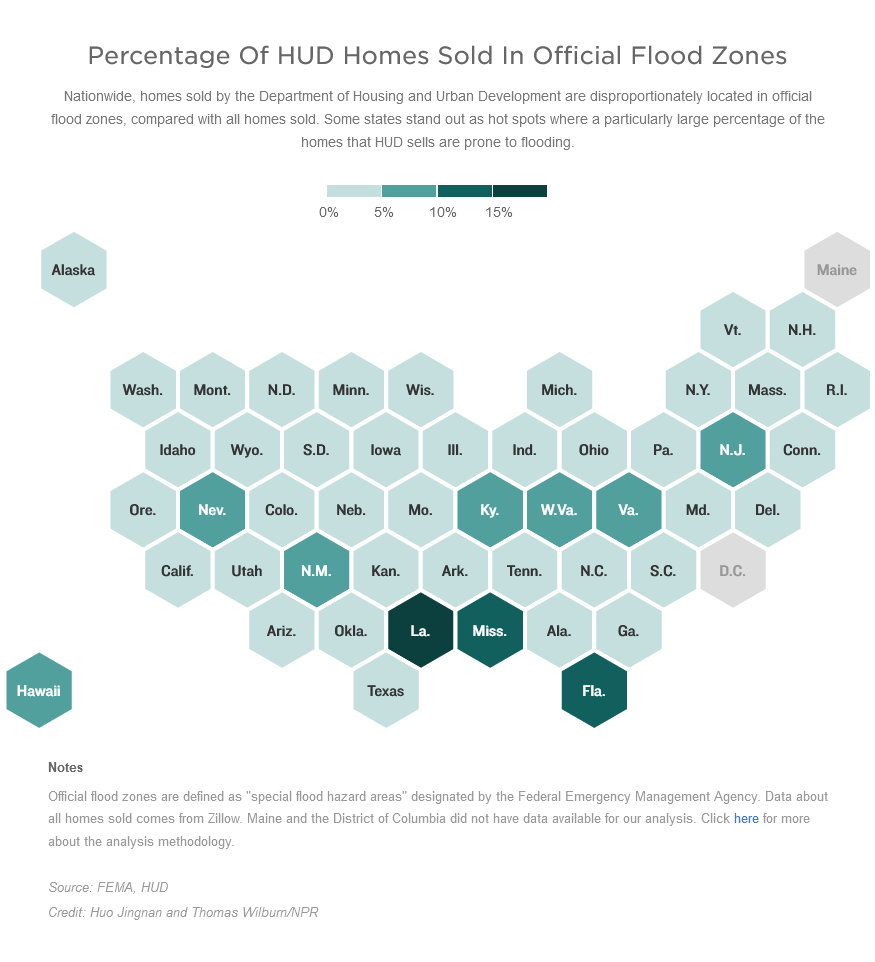 Percentage Of HUD Homes Sold In Official Flood Zones
Nationwide, homes sold by the Department of Housing and Urban Development are disproportionately located in official
flood zones, compared with all homes sold. Some states stand out as hot spots where a particularly large percentage of the
homes that HUD sells are prone to flooding.
0% 5% 10% 15%
Alaska Maine
Vt. N.H.
Wash. Mont. N.D. Minn. Wis. Mich. N.Y. Mass. R.I.
Idaho Wyo. S.D. Iowa Ill. Ind. Ohio Pa. N.J. Conn.
Ore. Nev. Colo. Neb. Mo. Ky. W.Va. Va. Md. Del.
Calif. Utah N.M. Kan. Ark. Tenn. N.C. S.C. D.C.
Ariz. Okla. La. Miss. Ala. Ga.
Hawaii Texas Fla.
Notes
Official flood zones are defined as "special flood hazard areas" designated by the Federal Emergency Management Agency. Data about
all homes sold comes from Zillow. Maine and the District of Columbia did not have data available for our analysis. Click here for more
about the analysis methodology.
Source: FEMA, HUD
Credit: Huo Jingnan and Thomas Wilburn/NPR